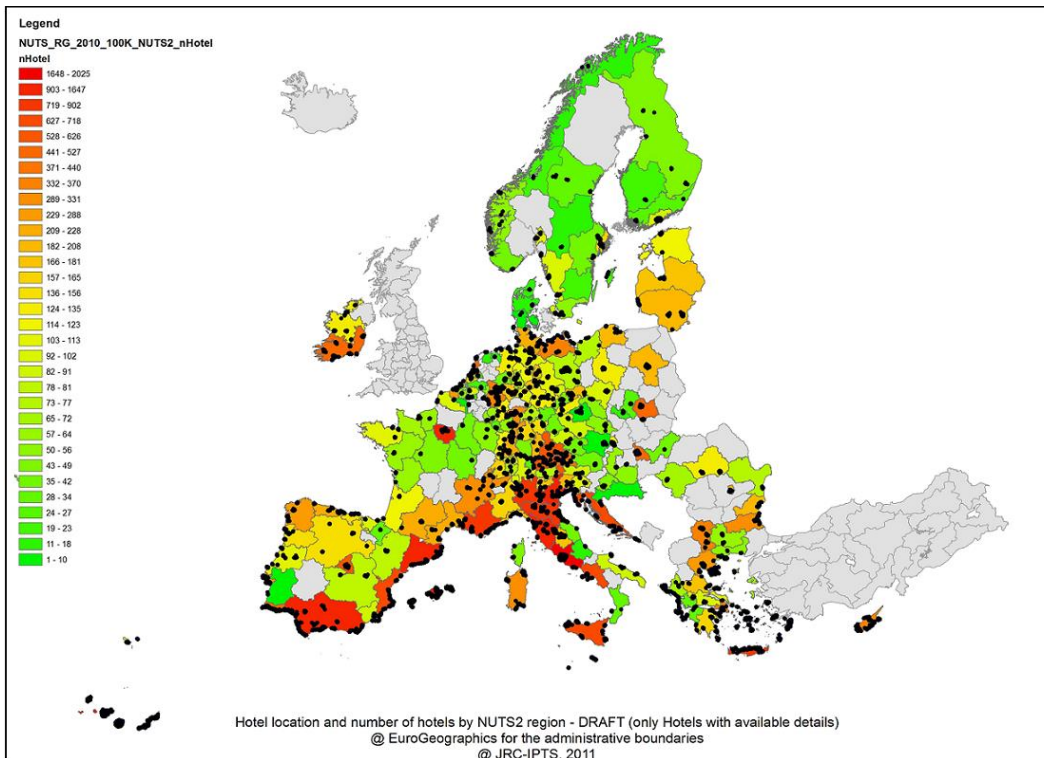 Legend
NUTS_RG_2010_100K_NUTS2_nHotel
nHotel
1648 - 2025
903 - 1647
719 - 902
627 - 718
528 - 626
441 - 527
371 - 440
332 - 370
289 - 331
229 - 288
209 - 228
182 - 208
166 - 181
157 - 165
136 - 156
124 - 135
114 - 123
103 - 113
92 - 102
82 - 91
78 - 81
73 - 77
65 - 72
57 - 64
50 - 56
43 - 49
35 - 42
28 - 34
24 - 27
19 - 23
11 - 18
1 - 10
Hotel location and number of hotels by NUTS2 region - DRAFT (only Hotels with available details)
@ EuroGeographics for the administrative boundaries
@ JRC-IPTS, 2011